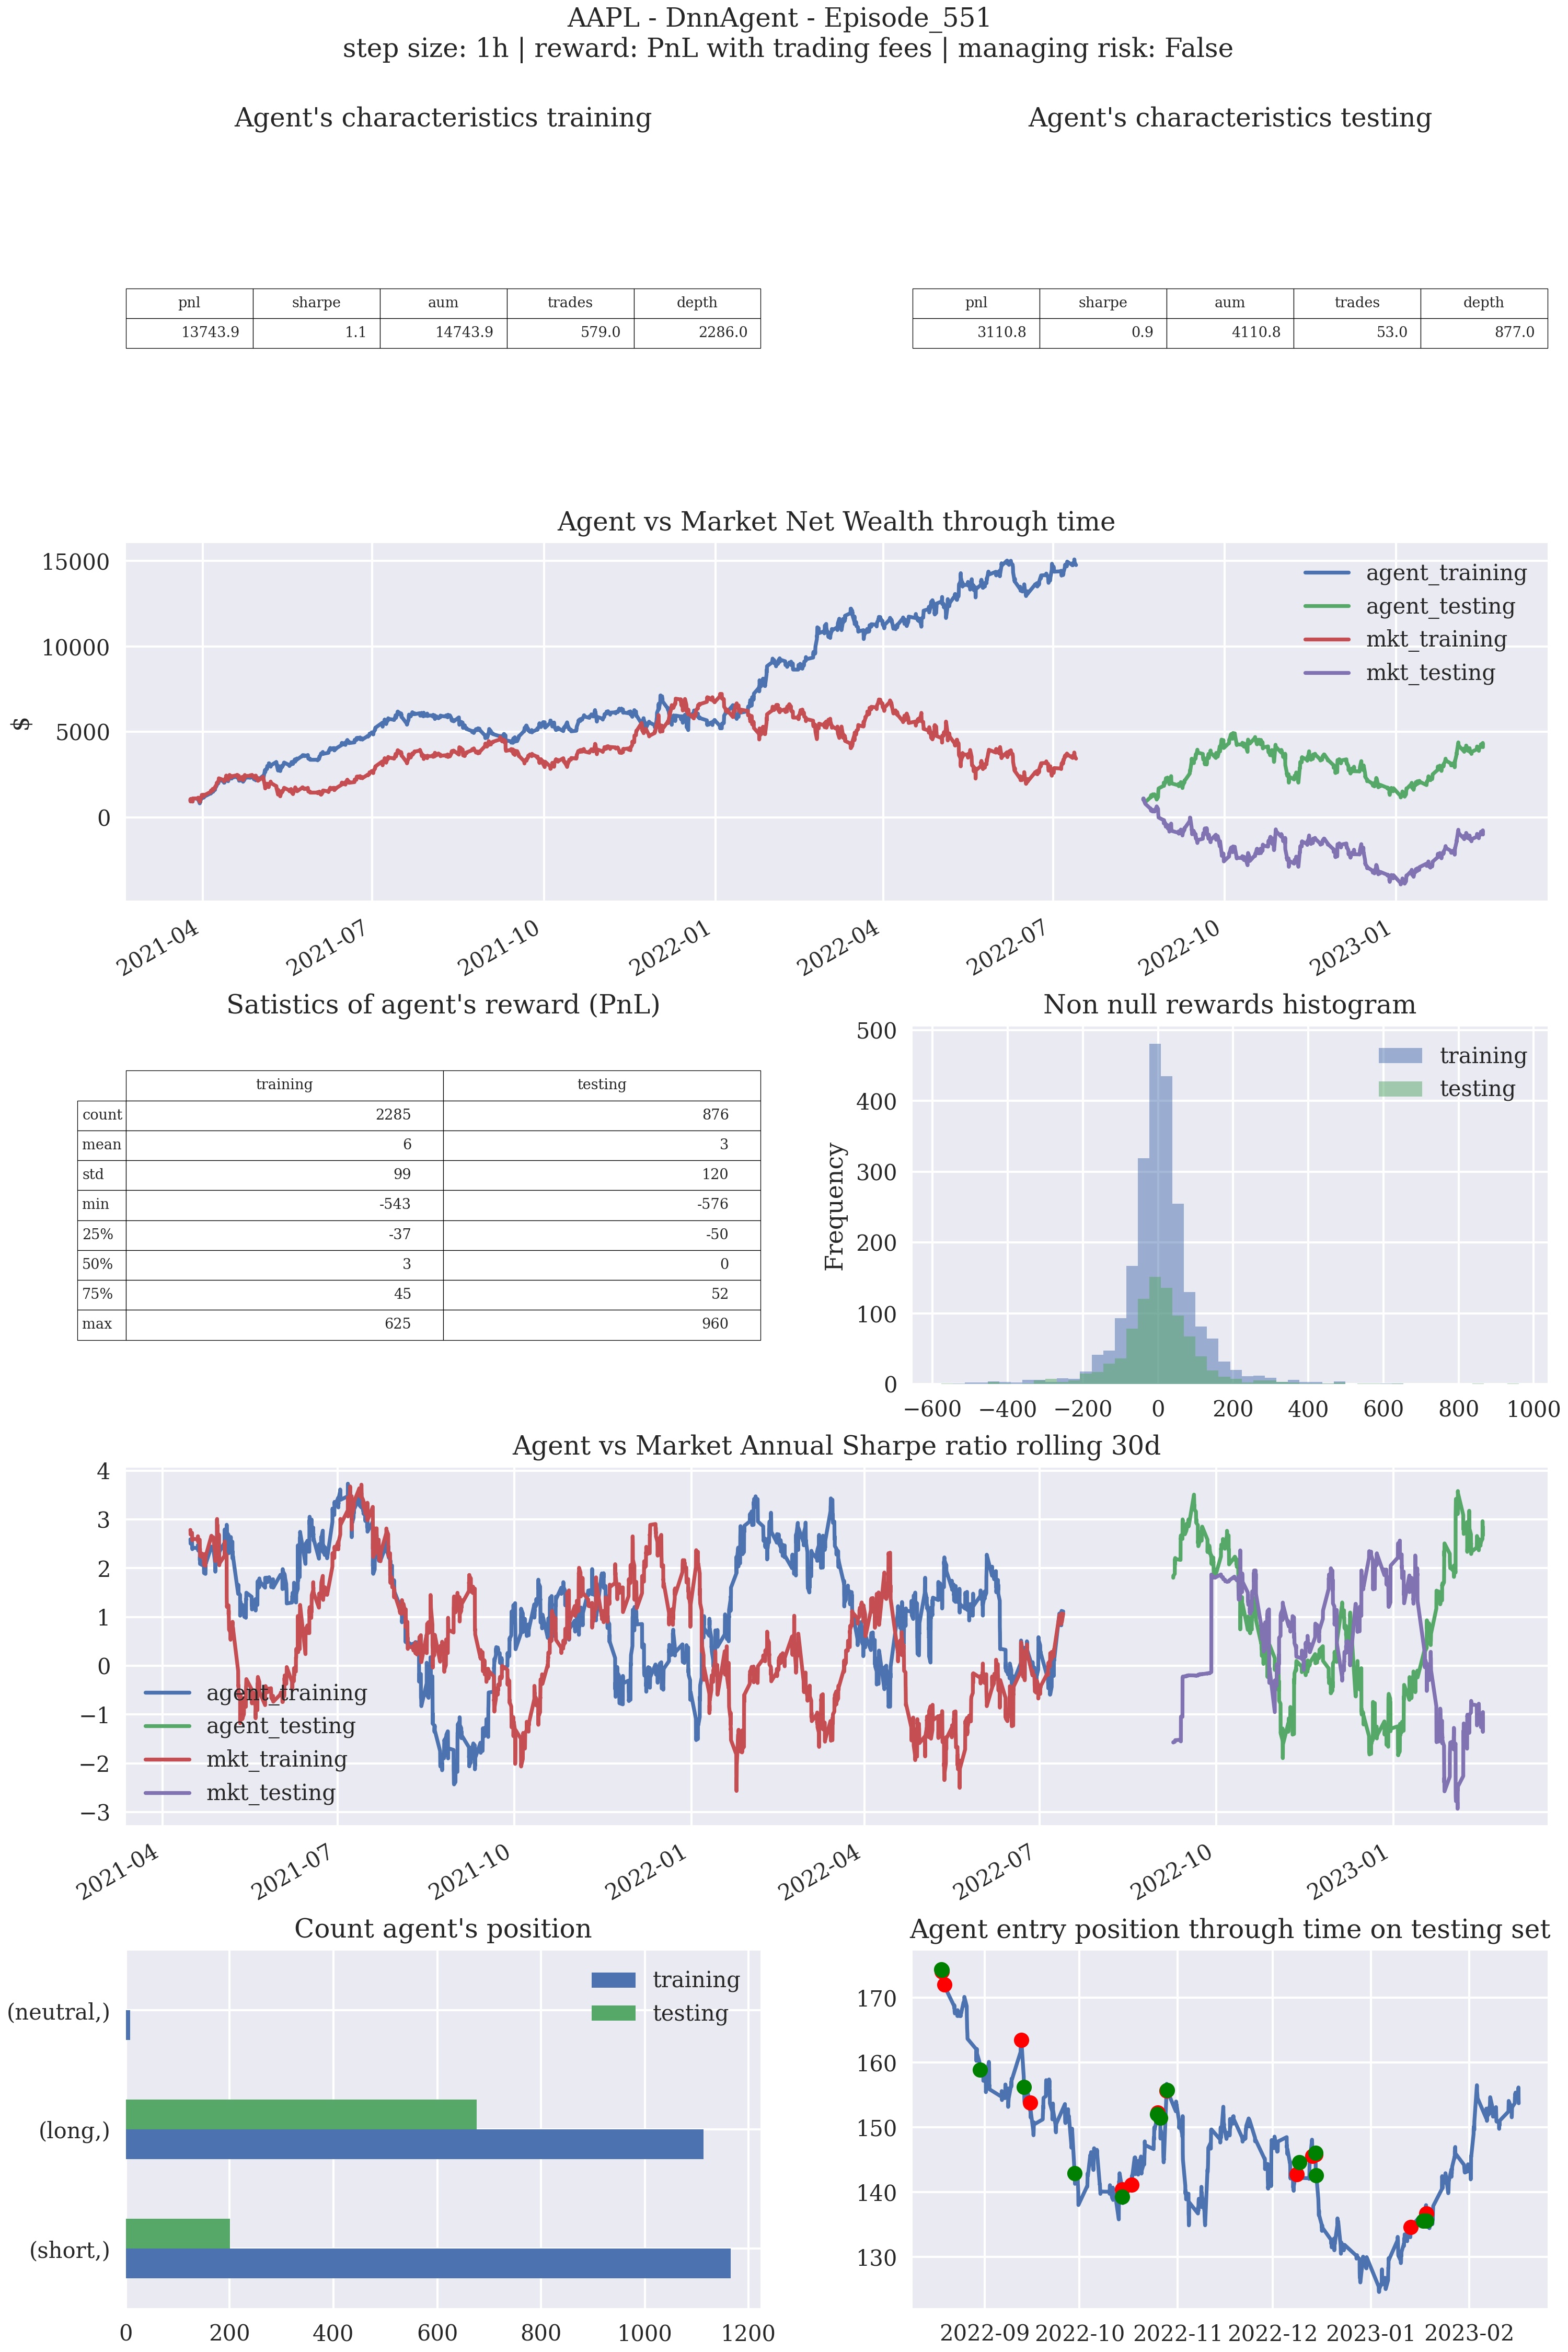 AAPL - DnnAgent - Episode_551
step size: 1h | reward: PnL with trading fees | managing risk: False
Agent's characteristics training
pnl sharpe aum trades depth
13743.9 1.1 14743.9 579.0 2286.0
Agent's characteristics testing
pnl sharpe aum trades depth
3110.8 0.9 4110.8 53.0 877.0
Agent vs Market Net Wealth through time
$
15000
10000
5000
0
agent_training
agent_testing
mkt_training
mkt_testing
2021-04 2021-07 2021-10 2022-01 2022-04 2022-07 2022-10 2023-01
Satistics of agent's reward (PnL)
training testing
count 2285 876
mean 6 3
std 99 120
min -543 -576
25% -37 -50
50% 3 0
75% 45 52
max 625 960
Non null rewards histogram
Frequency
500
400
300
200
100
0
training
testing
−600 −400 −200 0 200 400 600 800 1000
Agent vs Market Annual Sharpe ratio rolling 30d
4
3
2
1
0
−1
−2
−3
agent_training
agent_testing
mkt_training
mkt_testing
2021-04 2021-07 2021-10 2022-01 2022-04 2022-07 2022-10 2023-01
Count agent's position
training
testing
(neutral,)
(long,)
(short,)
0 200 400 600 800 1000 1200
Agent entry position through time on testing set
170
160
150
140
130
2022-09 2022-10 2022-11 2022-12 2023-01 2023-02